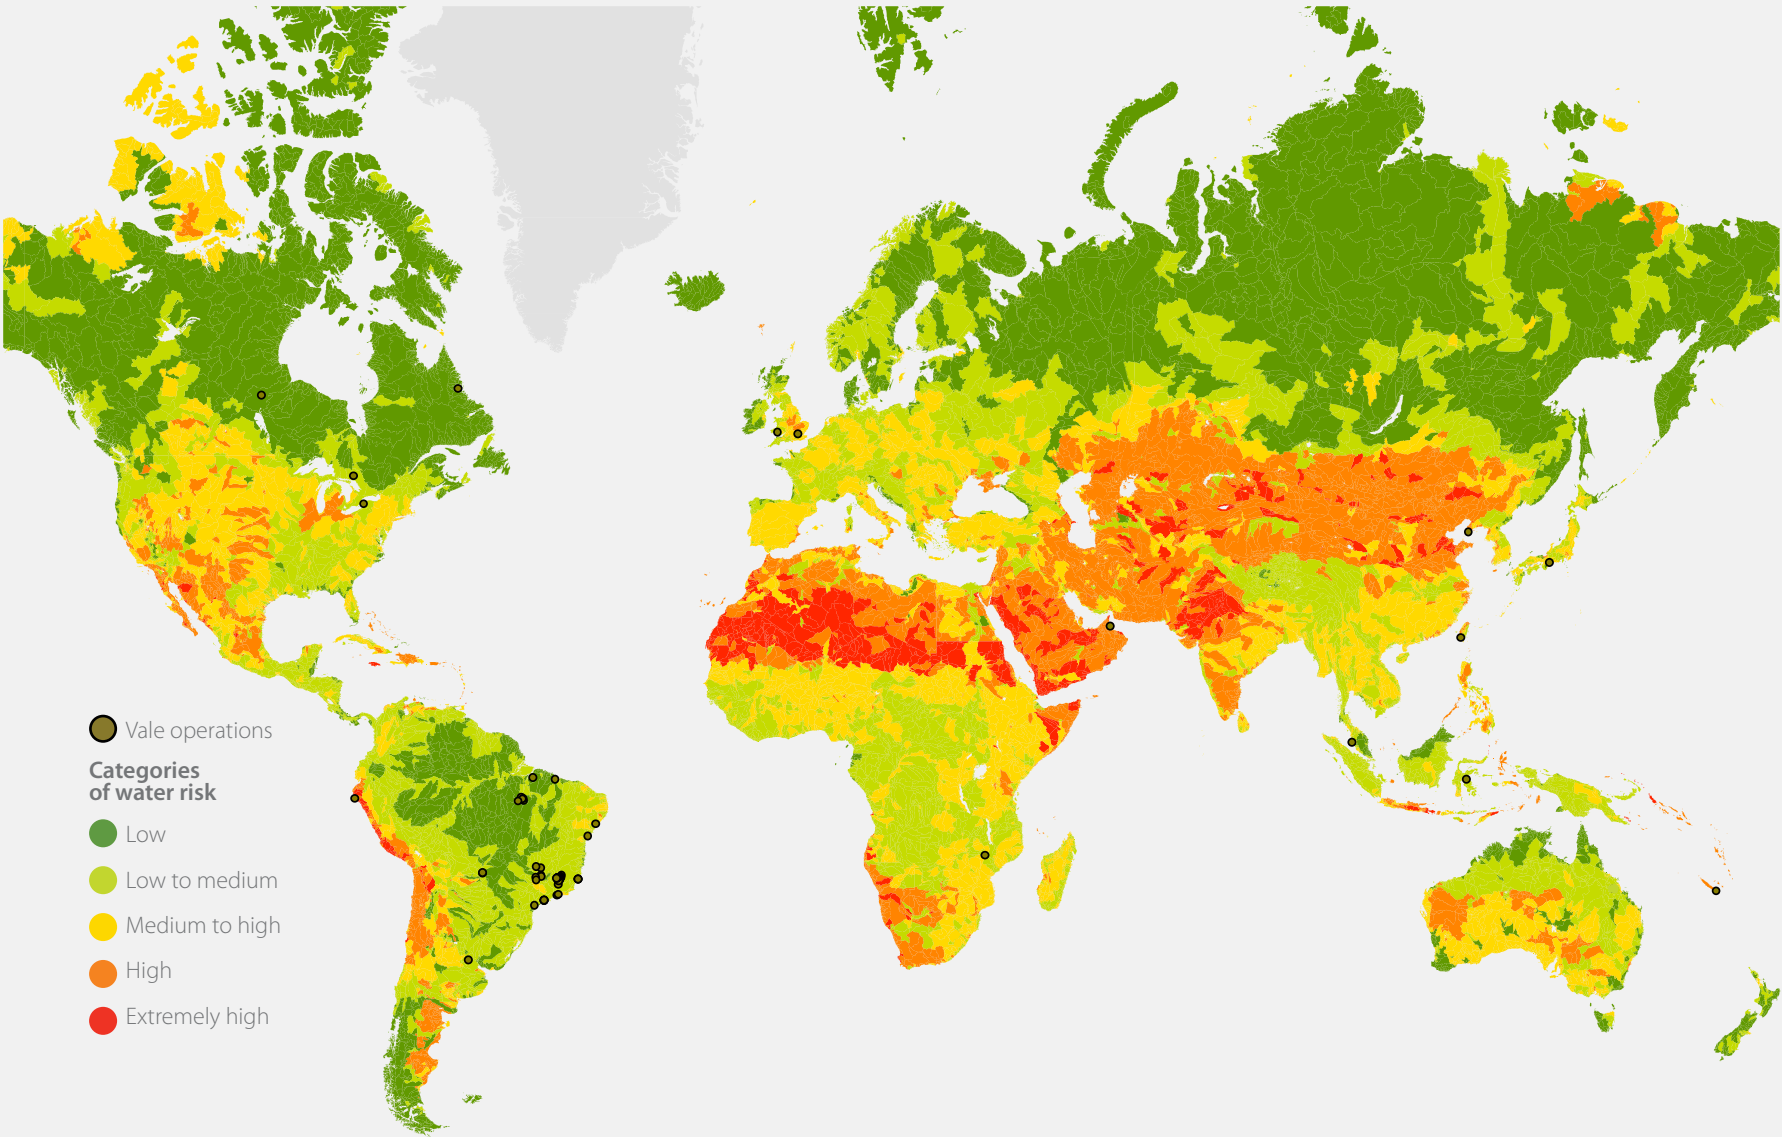 Vale operations
Categories
of water risk
Low
Low to medium
Medium to high
High
Extremely high